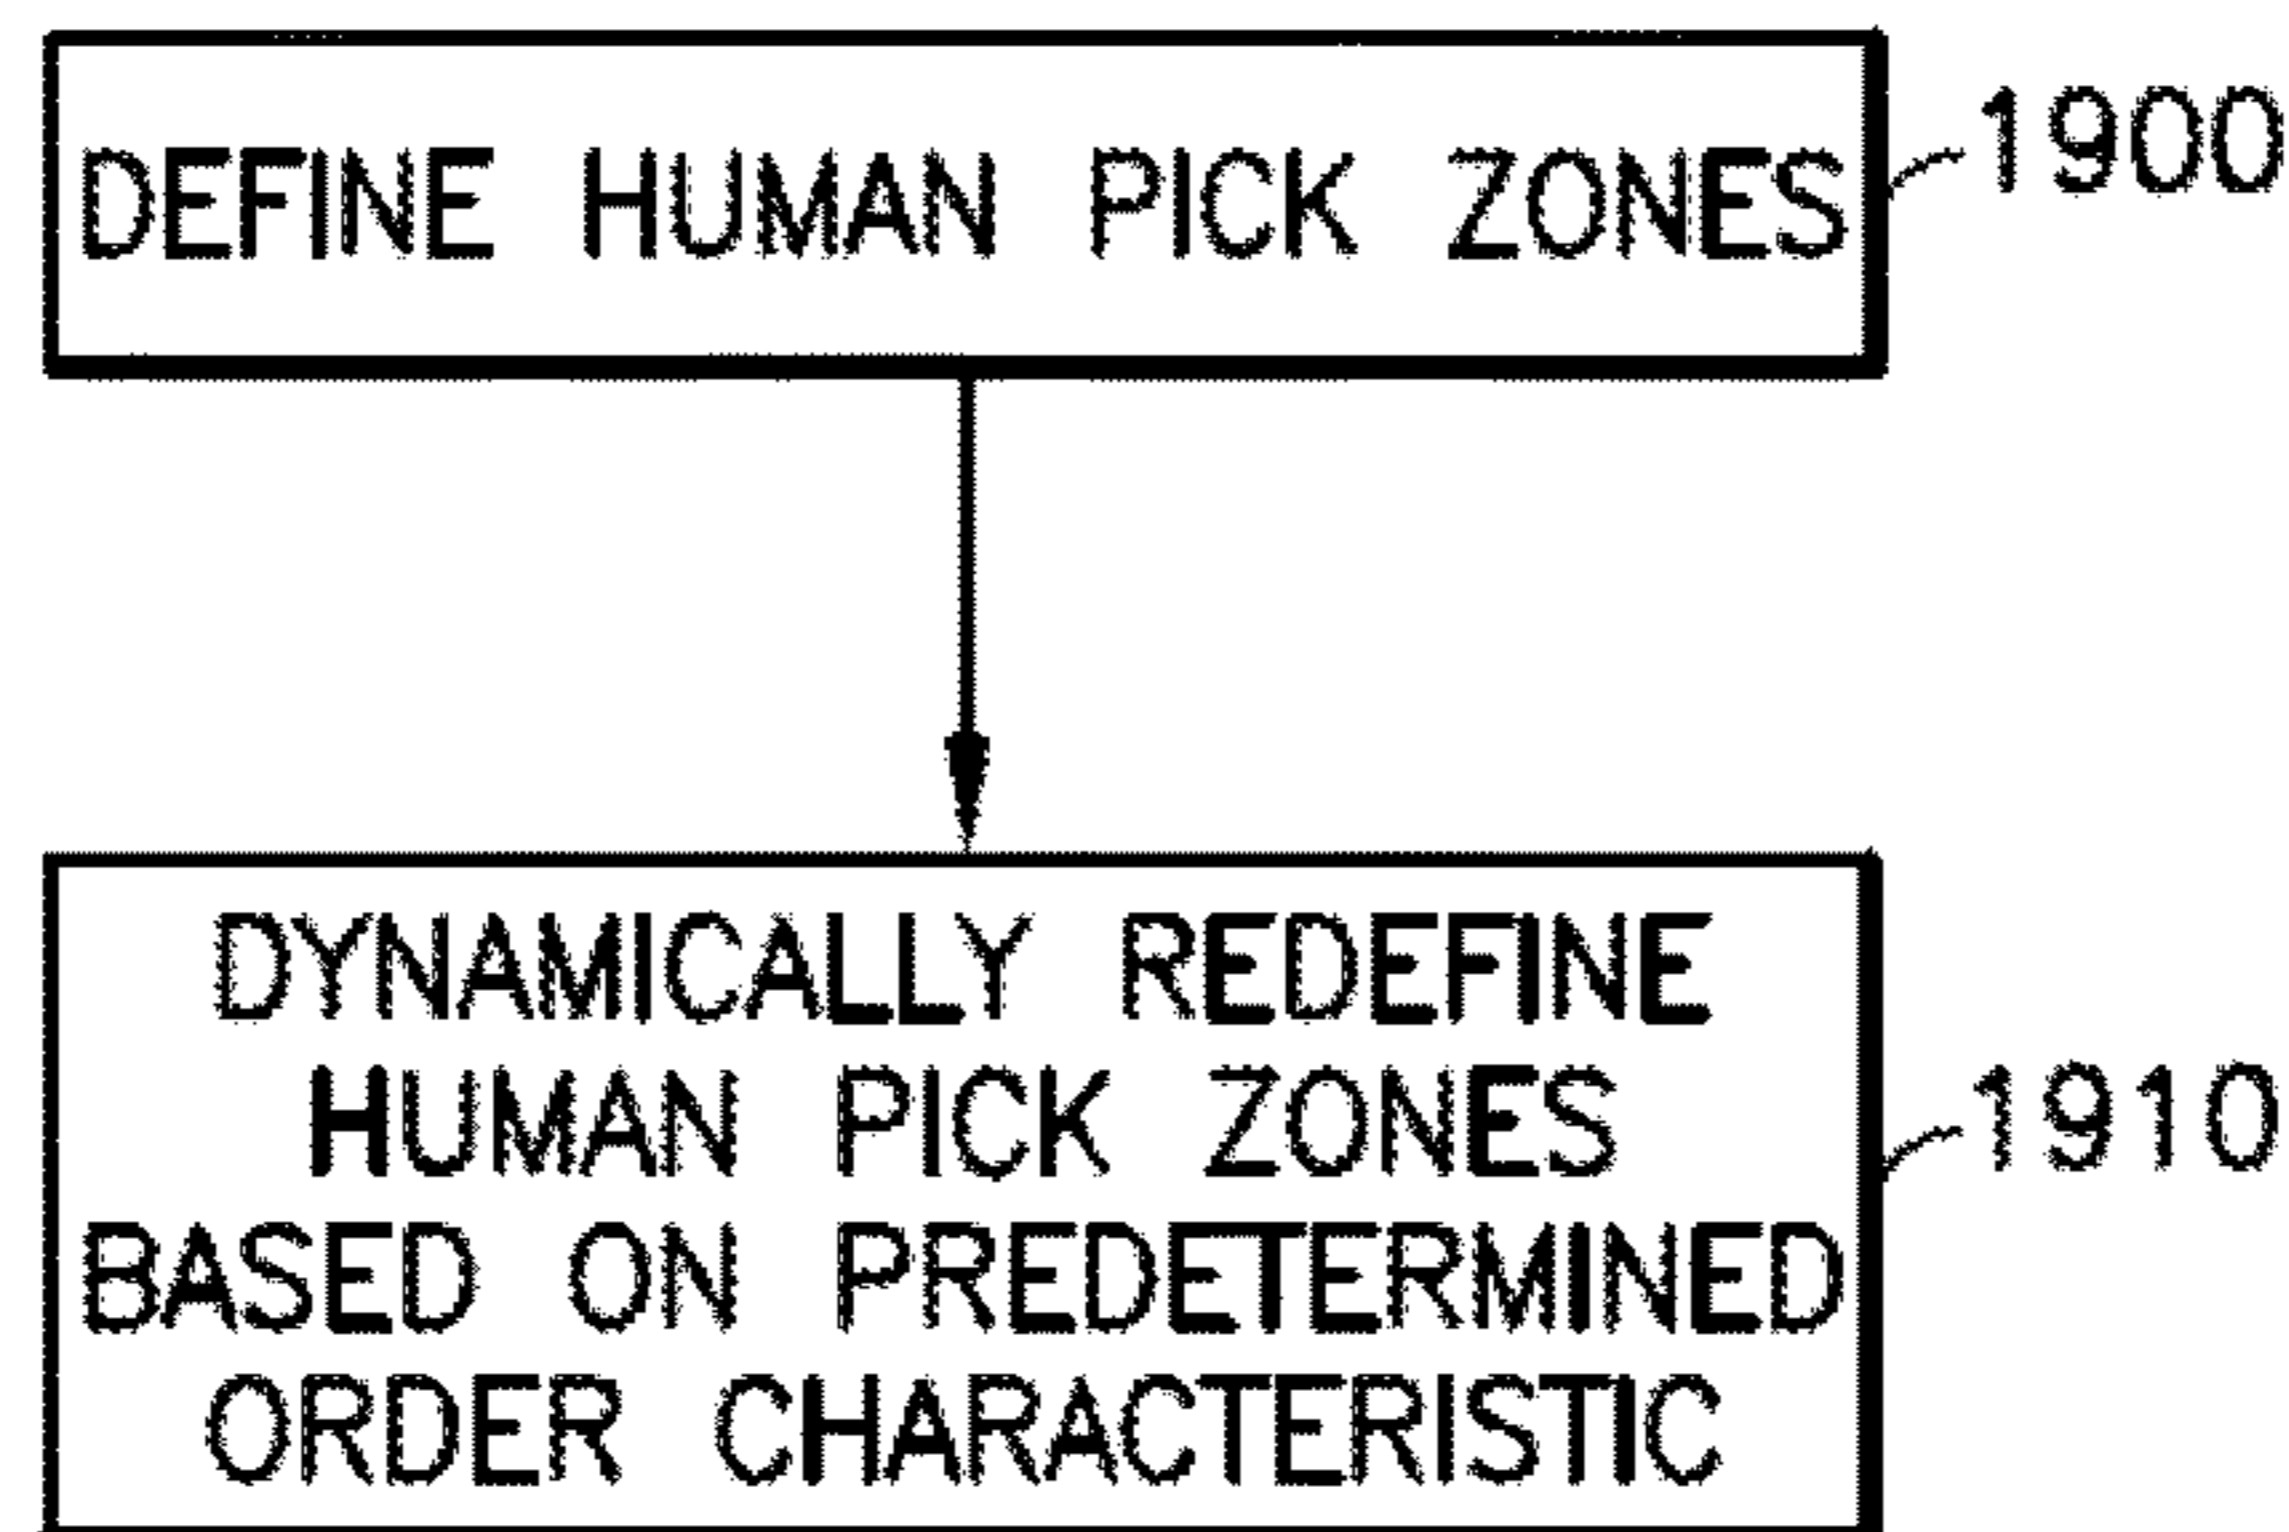 DEFINE HUMAN PICK ZONES
1900
DYNAMICALLY REDEFINE
HUMAN PICK ZONES
BASED ON PREDETERMINED
ORDER CHARACTERISTIC
1910